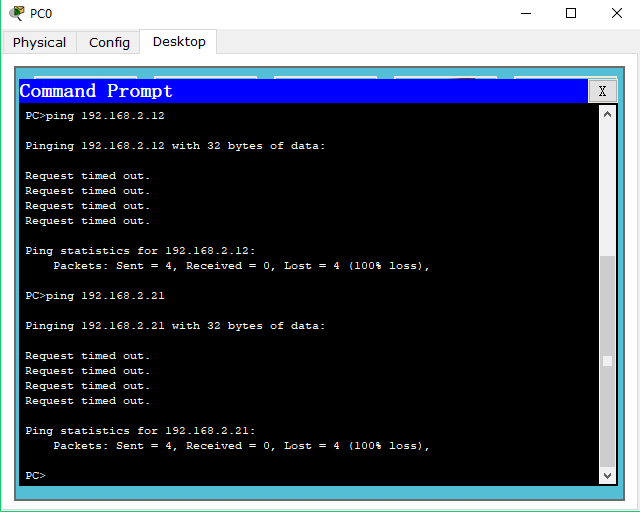 PC0
Physical Config Desktop
Command Prompt
X
PC>ping 192.168.2.12
Pinging 192.168.2.12 with 32 bytes of data:
Request timed out.
Request timed out.
Request timed out.
Request timed out.
Ping statistics for 192.168.2.12:
Packets: Sent = 4, Received = 0, Lost = 4 (100% loss),
PC>ping 192.168.2.21
Pinging 192.168.2.21 with 32 bytes of data:
Request timed out.
Request timed out.
Request timed out.
Request timed out.
Ping statistics for 192.168.2.21:
Packets: Sent = 4, Received = 0, Lost = 4 (100% loss),
PC>